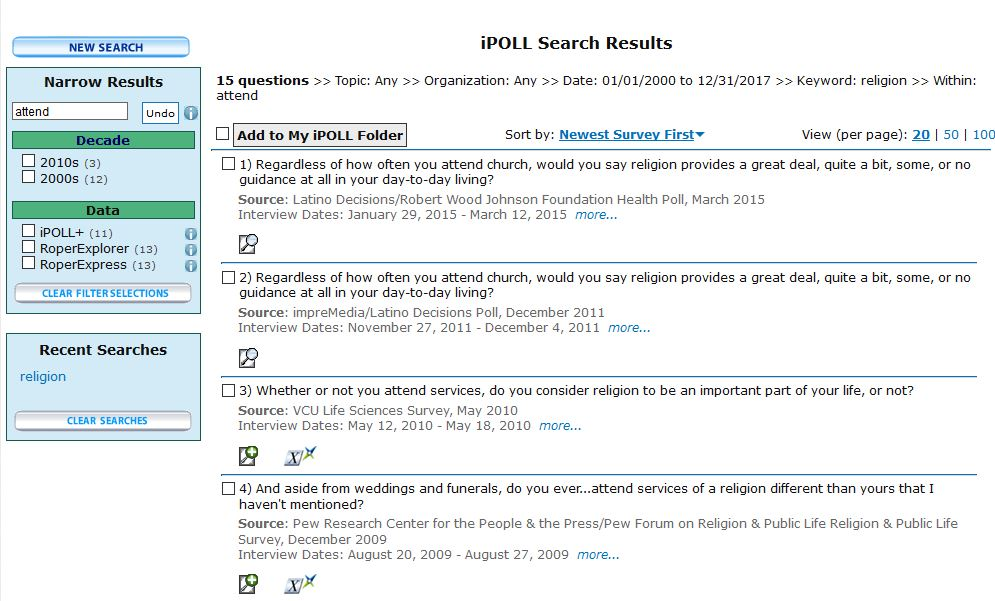 NEW SEARCH
Narrow Results
attend
Undo
Decade
2010s (3)
2000s (12)
Data
iPOLL+ (11)
RoperExplorer (13)
RoperExpress (13)
CLEAR FILTER SELECTIONS
Recent Searches
religion
CLEAR SEARCHES
iPOLL Search Results
15 questions >> Topic: Any >> Organization: Any >> Date: 01/01/2000 to 12/31/2017 >> Keyword: religion >> Within:
attend
Add to My iPOLL Folder
Sort by: Newest Survey First
View (per page): 20 | 50 | 100
1) Regardless of how often you attend church, would you say religion provides a great deal, quite a bit, some, or no
guidance at all in your day-to-day living?
Source: Latino Decisions/Robert Wood Johnson Foundation Health Poll, March 2015
Interview Dates: January 29, 2015 - March 12, 2015 more...
2) Regardless of how often you attend church, would you say religion provides a great deal, quite a bit, some, or no
guidance at all in your day-to-day living?
Source: impreMedia/Latino Decisions Poll, December 2011
Interview Dates: November 27, 2011 - December 4, 2011 more...
3) Whether or not you attend services, do you consider religion to be an important part of your life, or not?
Source: VCU Life Sciences Survey, May 2010
Interview Dates: May 12, 2010 - May 18, 2010 more...
4) And aside from weddings and funerals, do you ever...attend services of a religion different than yours that I
haven't mentioned?
Source: Pew Research Center for the People & the Press/Pew Forum on Religion & Public Life Religion & Public Life
Survey, December 2009
Interview Dates: August 20, 2009 - August 27, 2009 more...